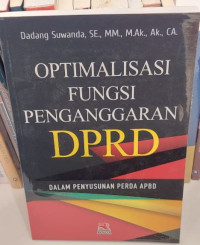 Dadang Suwanda, SE., MM., M.Ak., Ak., CA.
OPTIMALISASI
FUNGSI
PENGANGGARAN
DPRD
DALAM PENYUSUNAN PERDA APBD